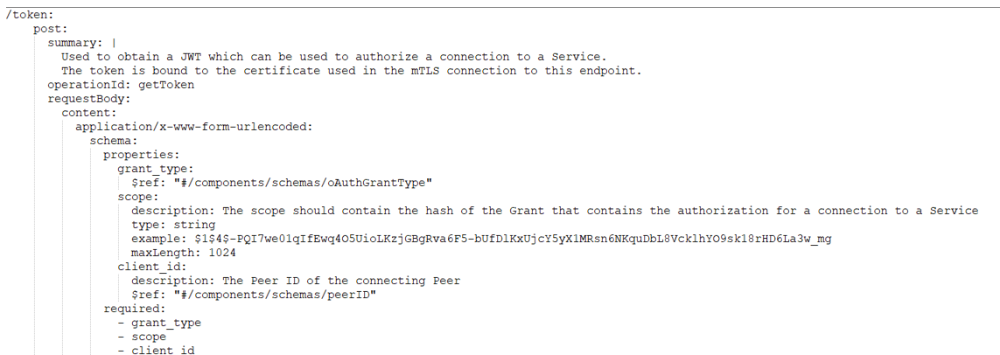 /token:
post:
summary: |
Used to obtain a JWT which can be used to authorize a connection to a Service.
The token is bound to the certificate used in the mTLS connection to this endpoint.
operationId: getToken
requestBody:
content:
application/x-www-form-urlencoded:
schema:
properties:
grant_type:
$ref: "#/components/schemas/oAuthGrantType"
scope:
description: The scope should contain the hash of the Grant that contains the authorization for a connection to a Service
type: string
example: $1$4$-PQI7we01qIfEwq4O5UioLKzjGBgRva6F5-bUfDlKxUjcY5yX1MRsn6NKquDbL8VcklhYO9sk18rHD6La3w_mg
maxLength: 1024
client_id:
description: The Peer ID of the connecting Peer
$ref: "#/components/schemas/peerID"
required:
- grant_type
- scope
- client_id